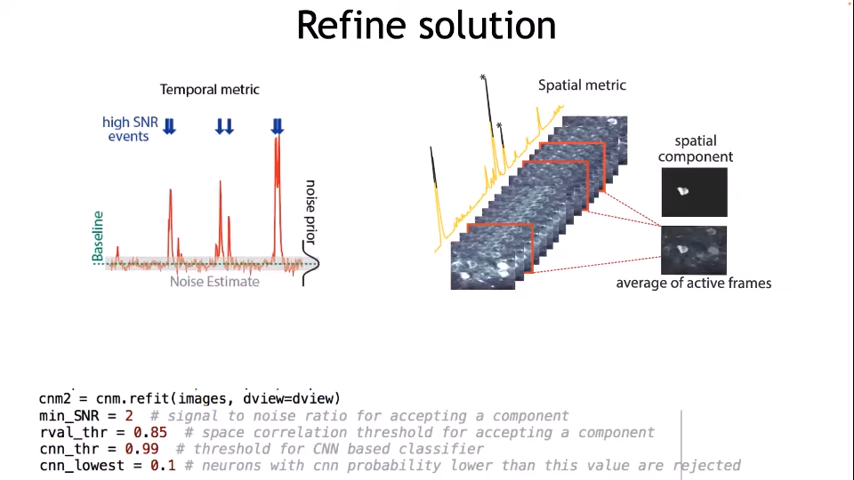 Refine solution
Temporal metric
high SNR
events
Baseline
noise prior
Noise Estimate
Spatial metric
*
*
spatial
component
average of active frames
cnm2 = cnm.refit(images, dview=dview)
min_SNR = 2 # signal to noise ratio for accepting a component
rval_thr = 0.85 # space correlation threshold for accepting a component
cnn_thr = 0.99 # threshold for CNN based classifier
cnn_lowest = 0.1 # neurons with cnn probability lower than this value are rejected